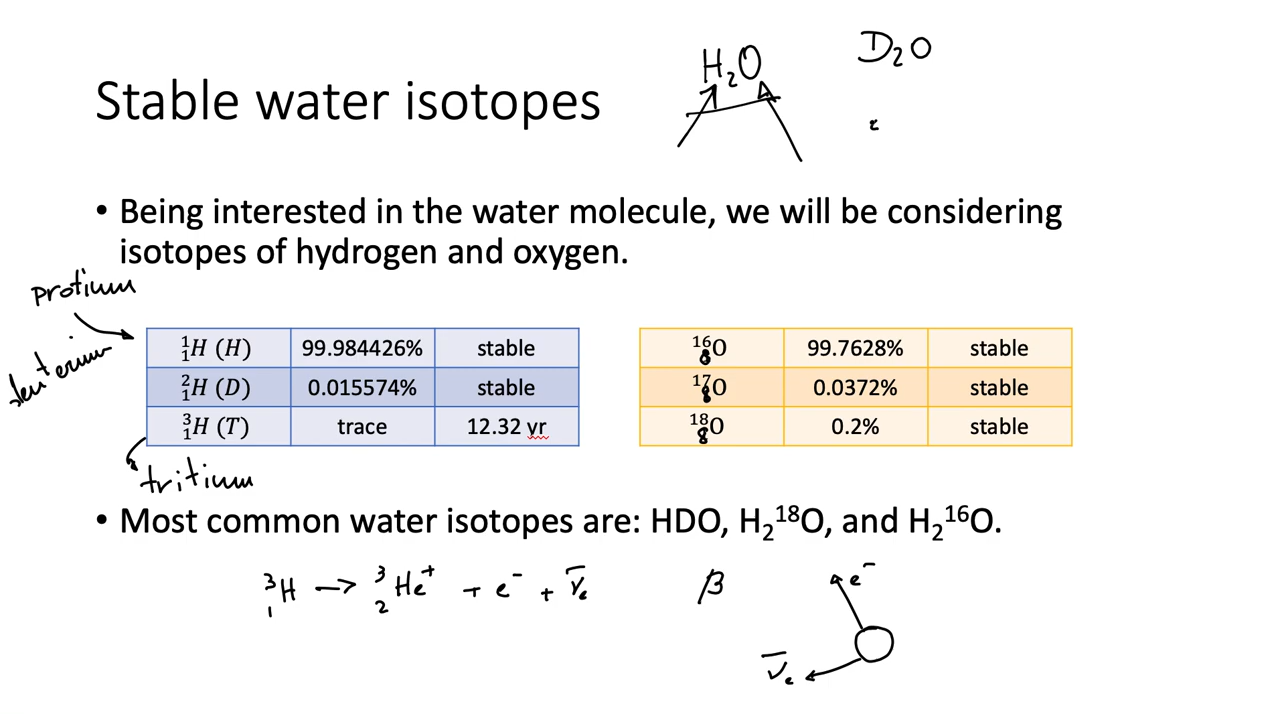 Stable water isotopes
H₂O
D₂O
• Being interested in the water molecule, we will be considering
isotopes of hydrogen and oxygen.
protium
deuterium
tritium
¹₁H (H) 99.984426% stable
²₁H (D) 0.015574% stable
³₁H (T) trace 12.32 yr
¹⁶₈O 99.7628% stable
¹⁷₈O 0.0372% stable
¹⁸₈O 0.2% stable
• Most common water isotopes are: HDO, H₂¹⁸O, and H₂¹⁶O.
³₁H → ³₂He⁺ + e⁻ + ν̅ₑ
β
e⁻
ν̅ₑ